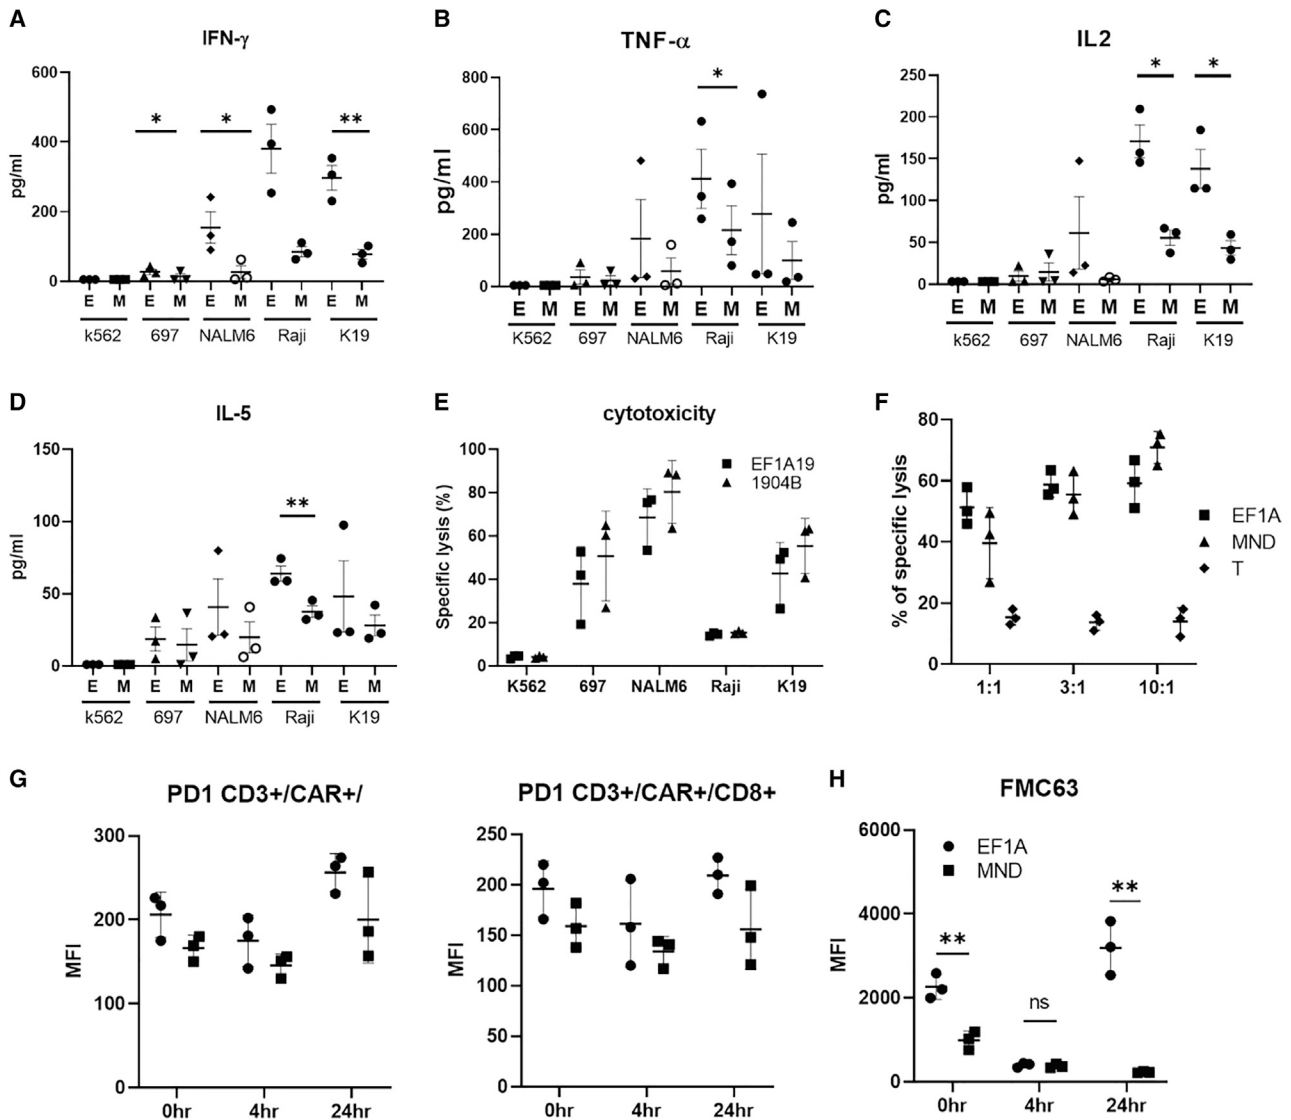 A
IFN-γ
pg/ml
600
400
200
0
*
*
**
E M E M E M E M E M
k562 697 NALM6 Raji K19
B
TNF-α
pg/ml
800
600
400
200
0
*
E M E M E M E M E M
K562 697 NALM6 Raji K19
C
IL2
pg/ml
250
200
150
100
50
0
*
*
E M E M E M E M E M
k562 697 NALM6 Raji K19
D
IL-5
pg/ml
150
100
50
0
**
E M E M E M E M E M
k562 697 NALM6 Raji K19
E
cytotoxicity
Specific lysis (%)
100
80
60
40
20
0
EF1A19
1904B
K562 697 NALM6 Raji K19
F
% of specific lysis
80
60
40
20
0
EF1A
MND
T
1:1 3:1 10:1
G
PD1 CD3+/CAR+/
MFI
300
200
100
0
0hr 4hr 24hr
PD1 CD3+/CAR+/CD8+
MFI
250
200
150
100
50
0
0hr 4hr 24hr
H
FMC63
MFI
6000
4000
2000
0
EF1A
MND
**
ns
**
0hr 4hr 24hr